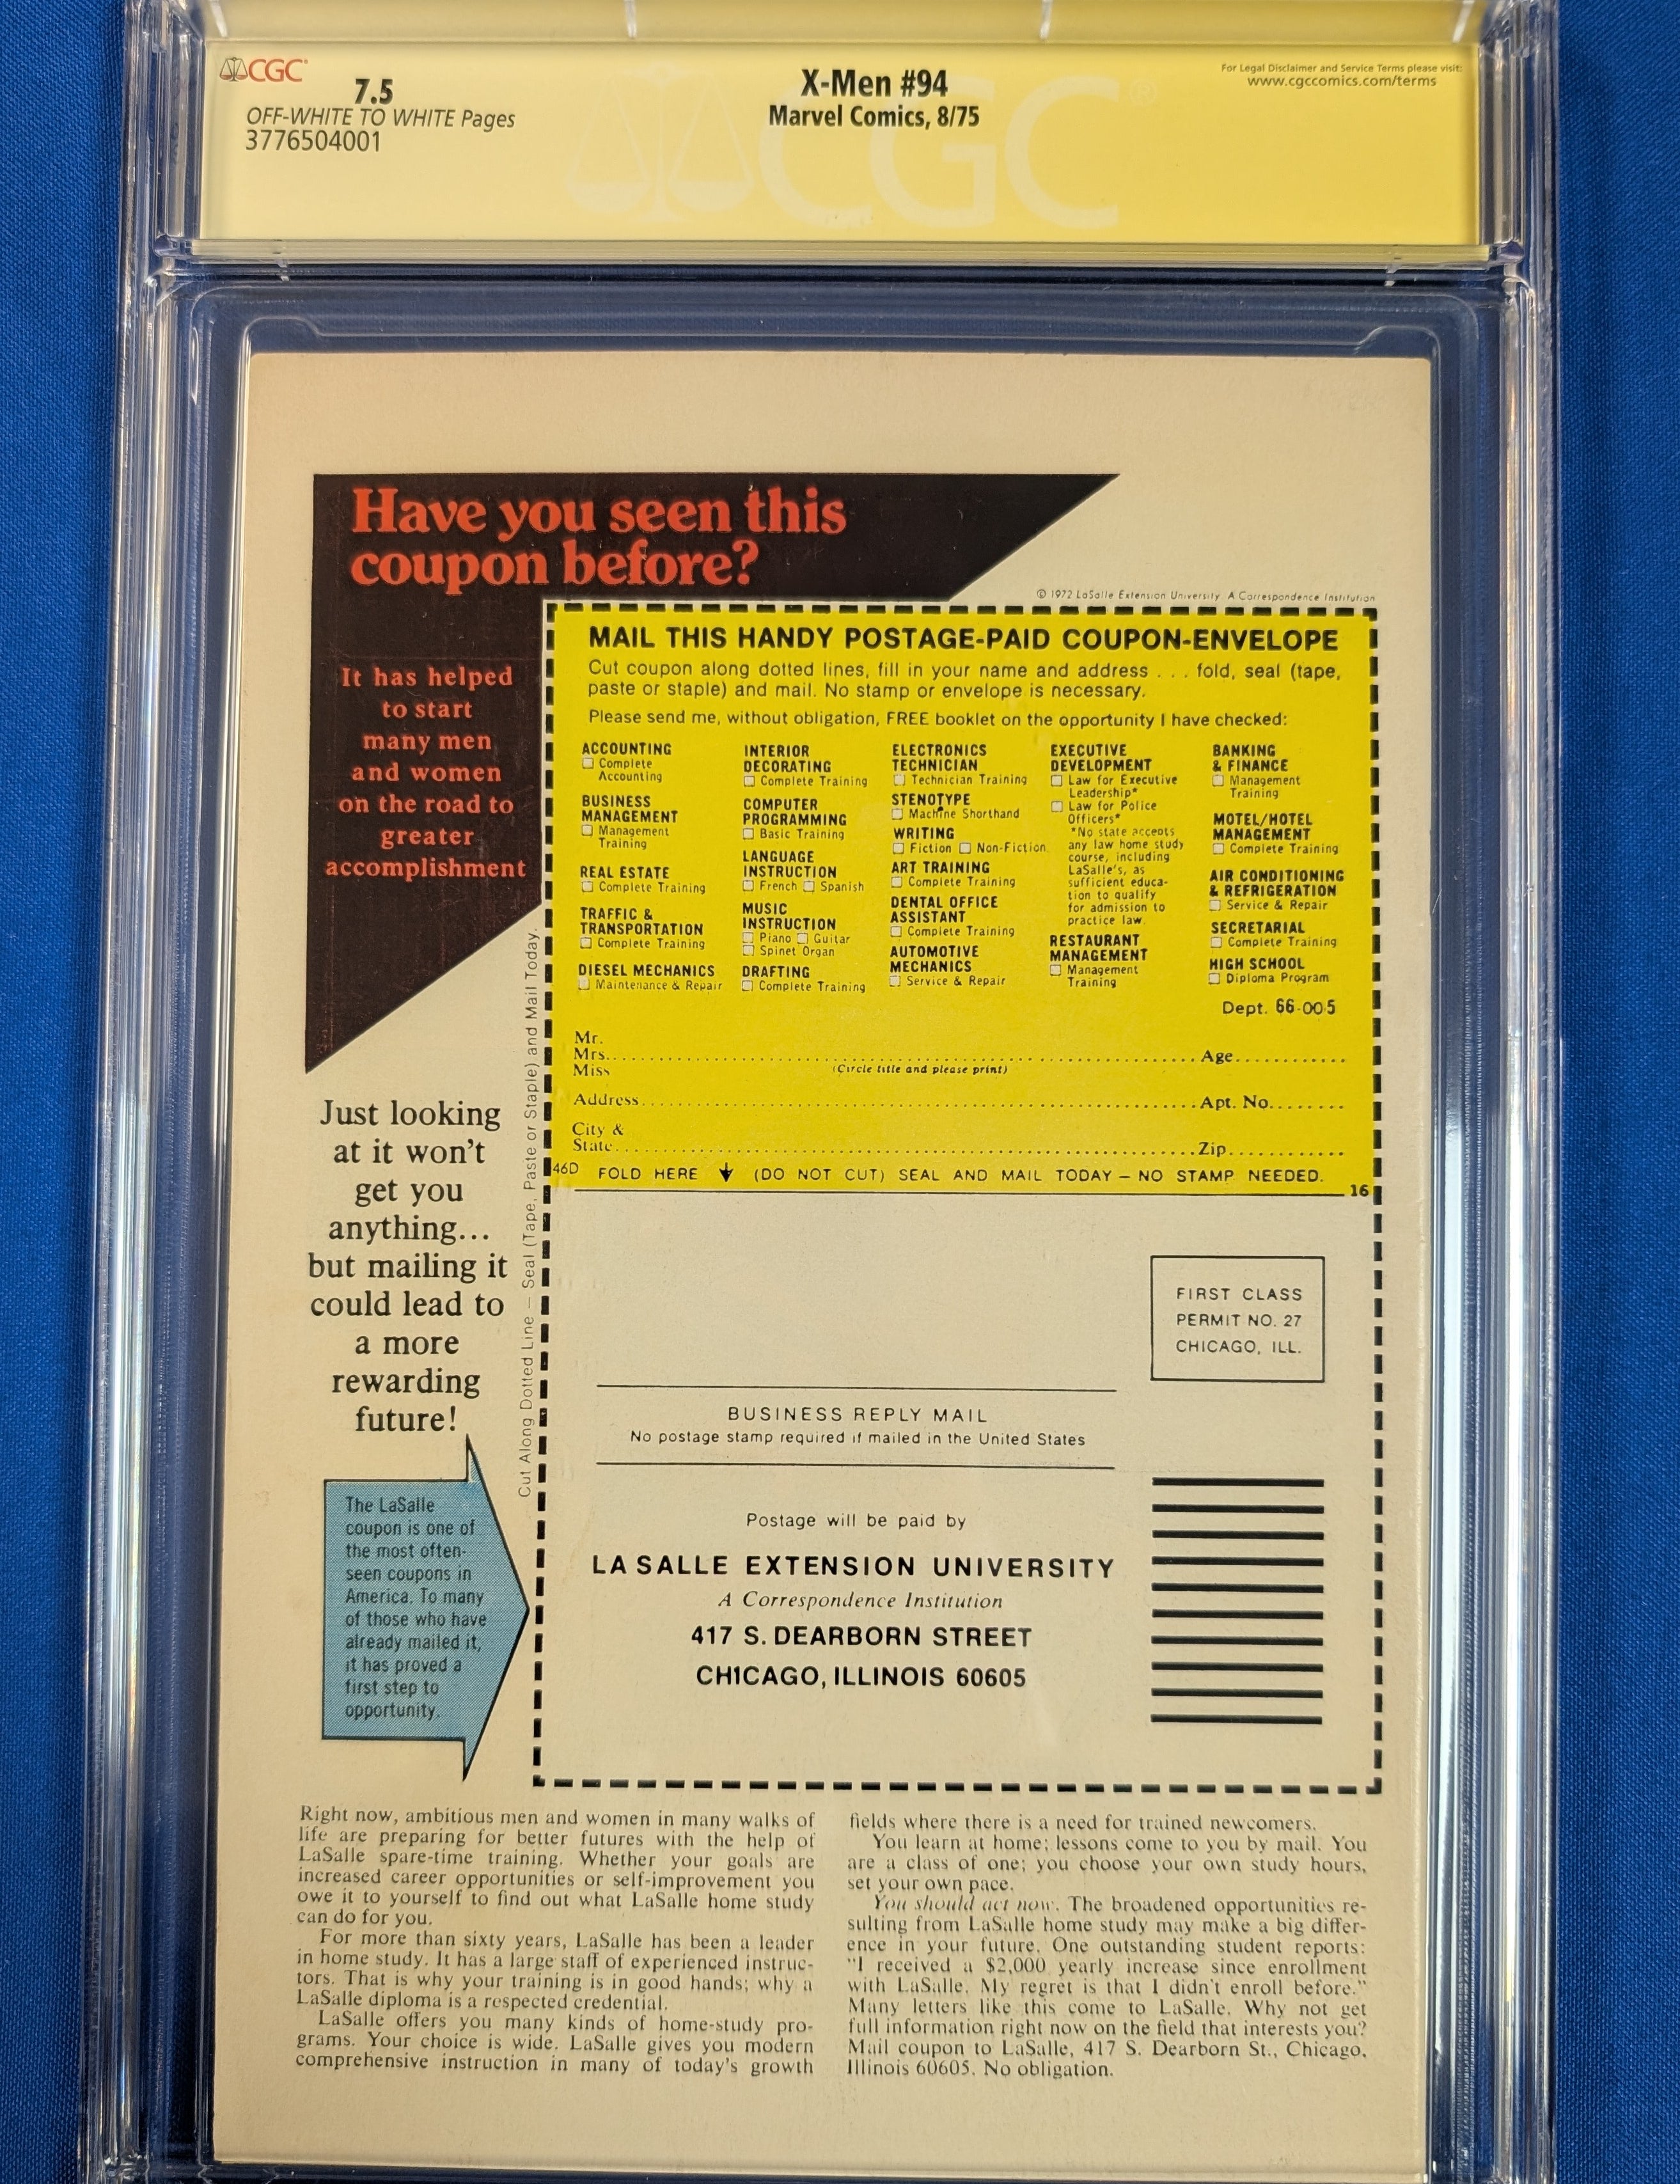 CGC
7.5
OFF-WHITE TO WHITE Pages
3776504001
X-Men #94
Marvel Comics, 8/75
For Legal Disclaimer and Service Terms please visit:
www.cgccomics.com/terms
CGC
Have you seen this
coupon before?
© 1972 LaSalle Extension University A Correspondence Institution
It has helped
to start
many men
and women
on the road to
greater
accomplishment
MAIL THIS HANDY POSTAGE-PAID COUPON-ENVELOPE
Cut coupon along dotted lines, fill in your name and address . . . fold, seal (tape,
paste or staple) and mail. No stamp or envelope is necessary.
Please send me, without obligation, FREE booklet on the opportunity I have checked:
ACCOUNTING
Complete
Accounting
BUSINESS
MANAGEMENT
Management
Training
REAL ESTATE
Complete Training
TRAFFIC &
TRANSPORTATION
Complete Training
DIESEL MECHANICS
Maintenance & Repair
INTERIOR
DECORATING
Complete Training
COMPUTER
PROGRAMMING
Basic Training
LANGUAGE
INSTRUCTION
French Spanish
MUSIC
INSTRUCTION
Piano Guitar
Spinet Organ
DRAFTING
Complete Training
ELECTRONICS
TECHNICIAN
Technician Training
STENOTYPE
Machine Shorthand
WRITING
Fiction Non-Fiction
ART TRAINING
Complete Training
DENTAL OFFICE
ASSISTANT
Complete Training
AUTOMOTIVE
MECHANICS
Service & Repair
EXECUTIVE
DEVELOPMENT
Law for Executive
Leadership*
Law for Police
Officers*
*No state accepts
any law home study
course, including
LaSalle's, as
sufficient educa-
tion to qualify
for admission to
practice law.
RESTAURANT
MANAGEMENT
Management
Training
BANKING
& FINANCE
Management
Training
MOTEL/HOTEL
MANAGEMENT
Complete Training
AIR CONDITIONING
& REFRIGERATION
Service & Repair
SECRETARIAL
Complete Training
HIGH SCHOOL
Diploma Program
Dept. 66-005
Mr.
Mrs. Age
Miss (Circle title and please print)
Address Apt. No.
City &
State Zip
46D FOLD HERE (DO NOT CUT) SEAL AND MAIL TODAY – NO STAMP NEEDED.
16
Cut Along Dotted Line – Seal (Tape, Paste or Staple) and Mail Today.
Just looking
at it won't
get you
anything...
but mailing it
could lead to
a more
rewarding
future!
FIRST CLASS
PERMIT NO. 27
CHICAGO, ILL.
BUSINESS REPLY MAIL
No postage stamp required if mailed in the United States
Postage will be paid by
LA SALLE EXTENSION UNIVERSITY
A Correspondence Institution
417 S. DEARBORN STREET
CHICAGO, ILLINOIS 60605
The LaSalle
coupon is one of
the most often-
seen coupons in
America. To many
of those who have
already mailed it,
it has proved a
first step to
opportunity.
Right now, ambitious men and women in many walks of
life are preparing for better futures with the help of
LaSalle spare-time training. Whether your goals are
increased career opportunities or self-improvement you
owe it to yourself to find out what LaSalle home study
can do for you.
For more than sixty years, LaSalle has been a leader
in home study. It has a large staff of experienced instruc-
tors. That is why your training is in good hands; why a
LaSalle diploma is a respected credential.
LaSalle offers you many kinds of home-study pro-
grams. Your choice is wide. LaSalle gives you modern
comprehensive instruction in many of today's growth
fields where there is a need for trained newcomers.
You learn at home; lessons come to you by mail. You
are a class of one; you choose your own study hours,
set your own pace.
You should act now. The broadened opportunities re-
sulting from LaSalle home study may make a big differ-
ence in your future. One outstanding student reports:
"I received a $2,000 yearly increase since enrollment
with LaSalle. My regret is that I didn't enroll before."
Many letters like this come to LaSalle. Why not get
full information right now on the field that interests you?
Mail coupon to LaSalle, 417 S. Dearborn St., Chicago,
Illinois 60605. No obligation.